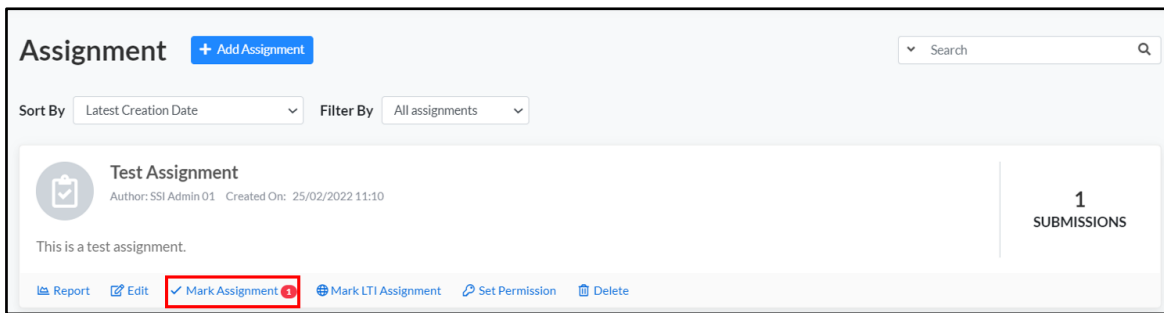 Assignment + Add Assignment Search
Sort By Latest Creation Date Filter By All assignments
Test Assignment
Author: SSI Admin 01 Created On: 25/02/2022 11:10
1
SUBMISSIONS
This is a test assignment.
Report Edit Mark Assignment 1 Mark LTI Assignment Set Permission Delete